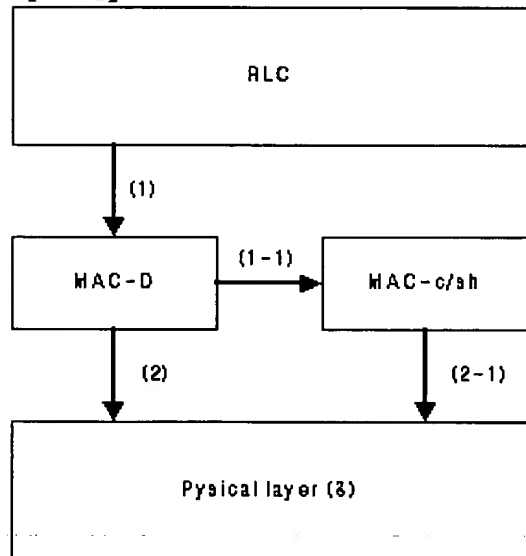 RLC
(1)
MAC-D
(1-1)
MAC-c/sh
(2)
(2-1)
Pysical layer (3)